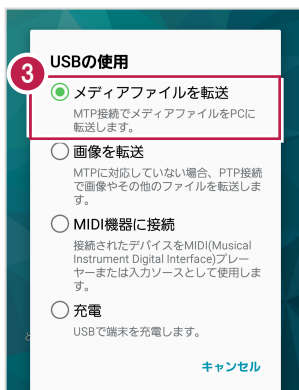 3
USBの使用
メディアファイルを転送
MTP接続でメディアファイルをPCに
転送します。
画像を転送
MTPに対応していない場合、PTP接続
で画像やその他のファイルを転送しま
す。
MIDI機器に接続
接続されたデバイスをMIDI(Musical
Instrument Digital Interface)プレー
ヤーまたは入力ソースとして使用しま
す。
充電
USBで端末を充電します。
と
キャンセル